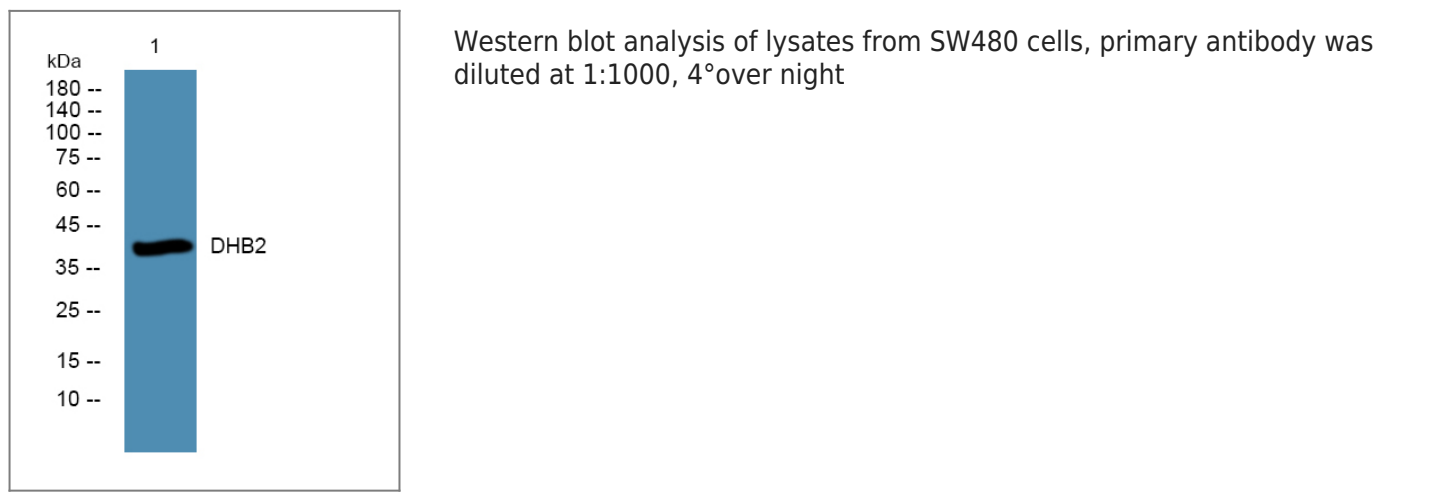 1
kDa
180 --
140 --
100 --
75 --
60 --
45 --
DHB2
35 --
25 --
15 --
10 --
Western blot analysis of lysates from SW480 cells, primary antibody was
diluted at 1:1000, 4°over night